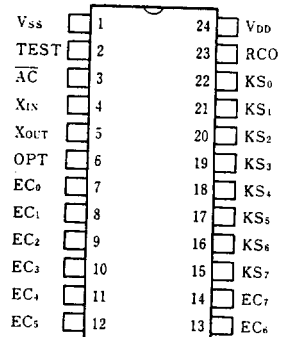 Vss 1 24 VDD
TEST 2 23 RCO
A̅C̅ 3 22 KS₀
XIN 4 21 KS₁
XOUT 5 20 KS₂
OPT 6 19 KS₃
EC₀ 7 18 KS₄
EC₁ 8 17 KS₅
EC₂ 9 16 KS₆
EC₃ 10 15 KS₇
EC₄ 11 14 EC₇
EC₅ 12 13 EC₆